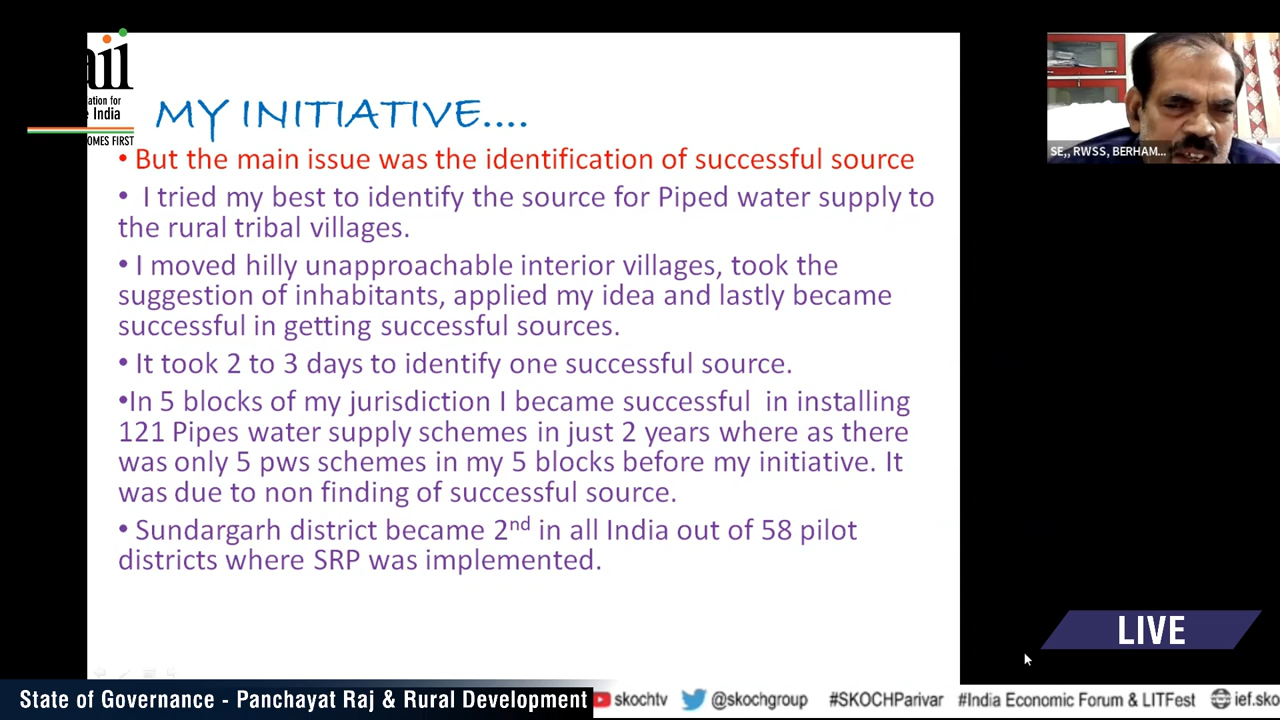 ail
ation for
e India
OMES FIRST
MY INITIATIVE....
• But the main issue was the identification of successful source
• I tried my best to identify the source for Piped water supply to
the rural tribal villages.
• I moved hilly unapproachable interior villages, took the
suggestion of inhabitants, applied my idea and lastly became
successful in getting successful sources.
• It took 2 to 3 days to identify one successful source.
•In 5 blocks of my jurisdiction I became successful in installing
121 Pipes water supply schemes in just 2 years where as there
was only 5 pws schemes in my 5 blocks before my initiative. It
was due to non finding of successful source.
• Sundargarh district became 2nd in all India out of 58 pilot
districts where SRP was implemented.
SE,, RWSS, BERHAM...
LIVE
State of Governance - Panchayat Raj & Rural Development
skochtv @skochgroup #SKOCHParivar #India Economic Forum & LITFest ief.sko